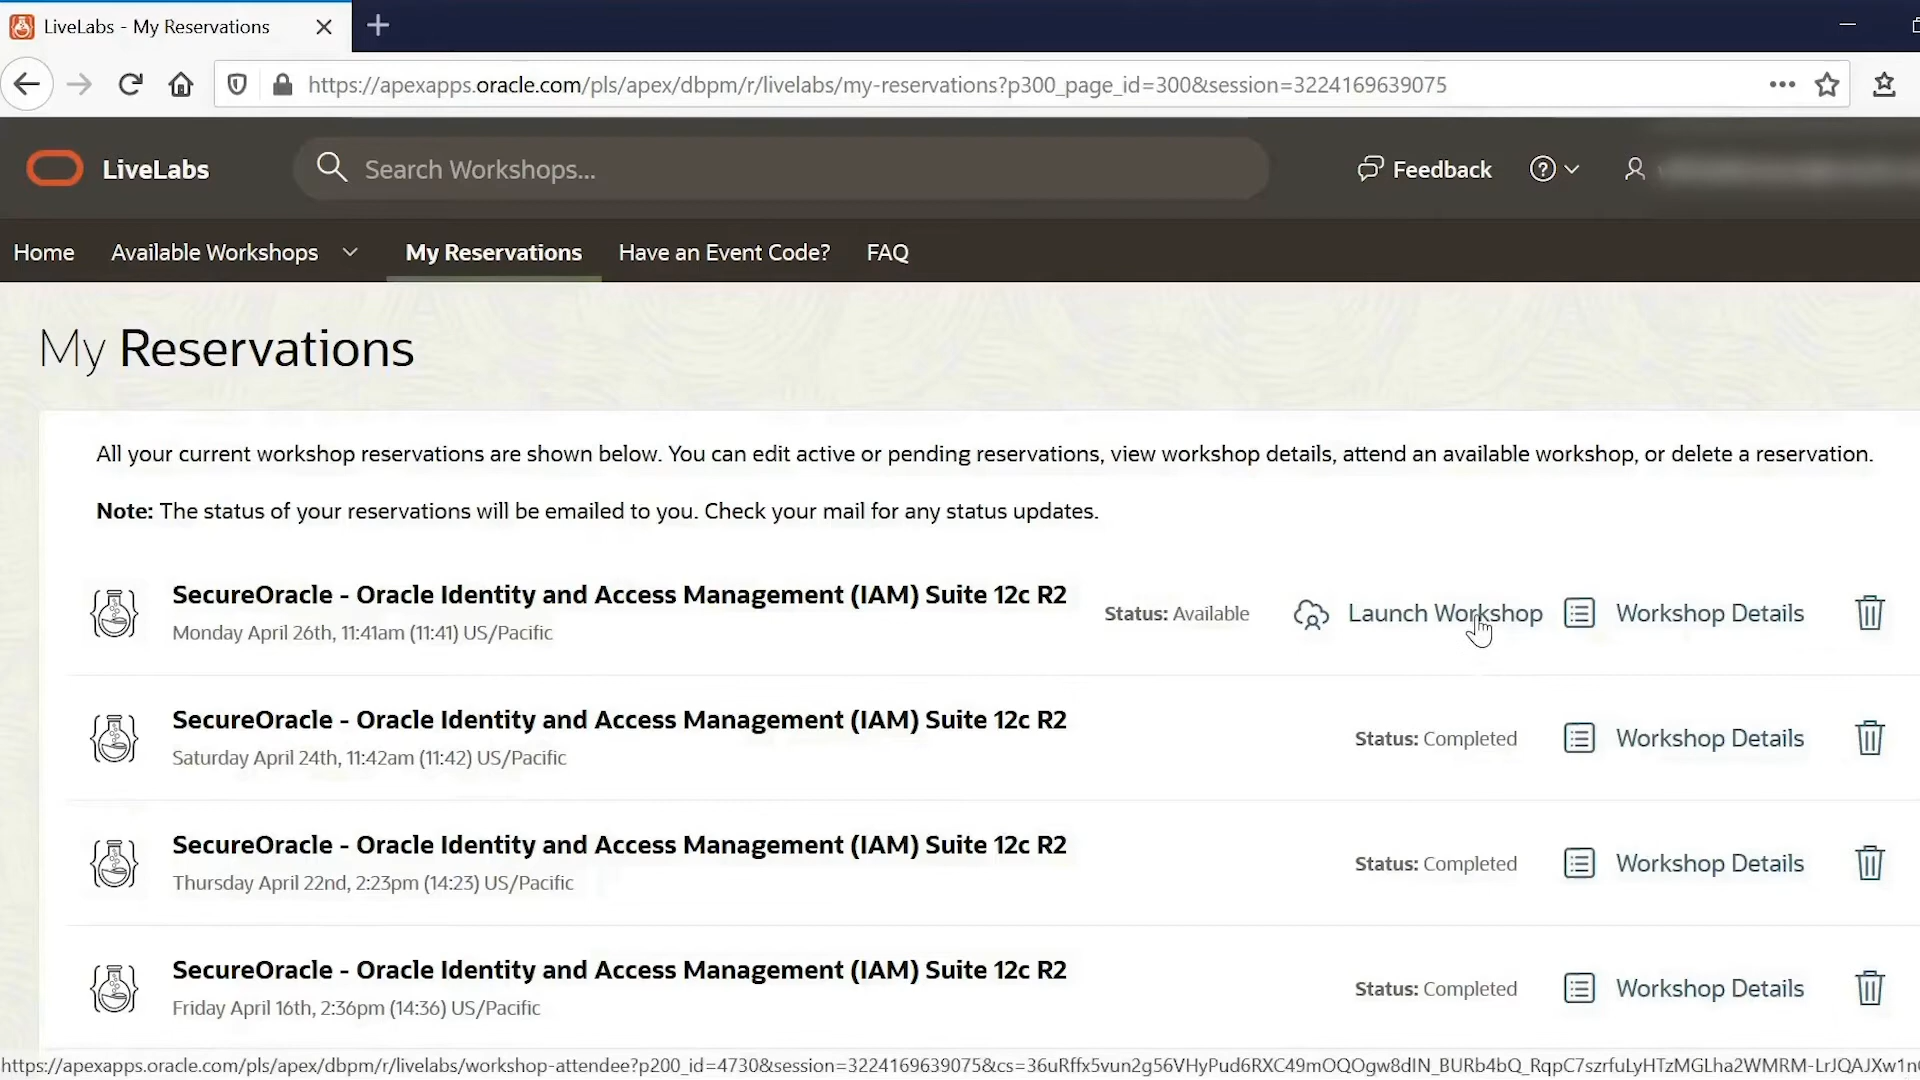 LiveLabs - My Reservations
https://apexapps.oracle.com/pls/apex/dbpm/r/livelabs/my-reservations?p300_page_id=300&session=3224169639075
LiveLabs Search Workshops... Feedback
Home Available Workshops My Reservations Have an Event Code? FAQ
My Reservations
All your current workshop reservations are shown below. You can edit active or pending reservations, view workshop details, attend an available workshop, or delete a reservation.
Note: The status of your reservations will be emailed to you. Check your mail for any status updates.
SecureOracle - Oracle Identity and Access Management (IAM) Suite 12c R2
Monday April 26th, 11:41am (11:41) US/Pacific
Status: Available Launch Workshop Workshop Details
SecureOracle - Oracle Identity and Access Management (IAM) Suite 12c R2
Saturday April 24th, 11:42am (11:42) US/Pacific
Status: Completed Workshop Details
SecureOracle - Oracle Identity and Access Management (IAM) Suite 12c R2
Thursday April 22nd, 2:23pm (14:23) US/Pacific
Status: Completed Workshop Details
SecureOracle - Oracle Identity and Access Management (IAM) Suite 12c R2
Friday April 16th, 2:36pm (14:36) US/Pacific
Status: Completed Workshop Details
https://apexapps.oracle.com/pls/apex/dbpm/r/livelabs/workshop-attendee?p200_id=4730&session=3224169639075&cs=36uRffx5vun2g56VHyPud6RXC49mOQOgw8dIN_BURb4bQ_RqpC7szrfuLyHTzMGLha2WMRM-LrJQAJXw1n